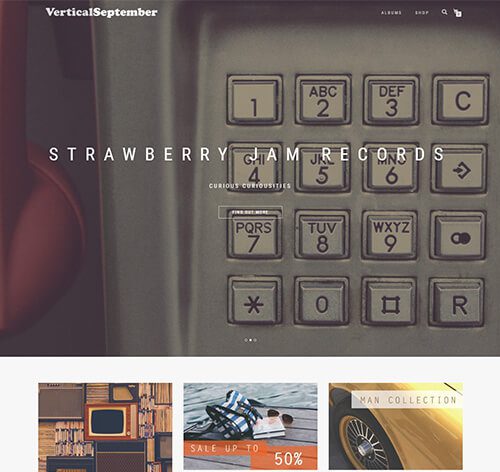 VerticalSeptember
ALBUMS SHOP
1 ABC 2 DEF 3 C
STRAWBERRY JAM RECORDS
GHI 4 JKL 5 MNO 6
CURIOUS CURIOUSITIES
FIND OUT MORE
PQRS 7 TUV 8 WXYZ 9
* 0 R
MAN COLLECTION
SALE UP TO
50%